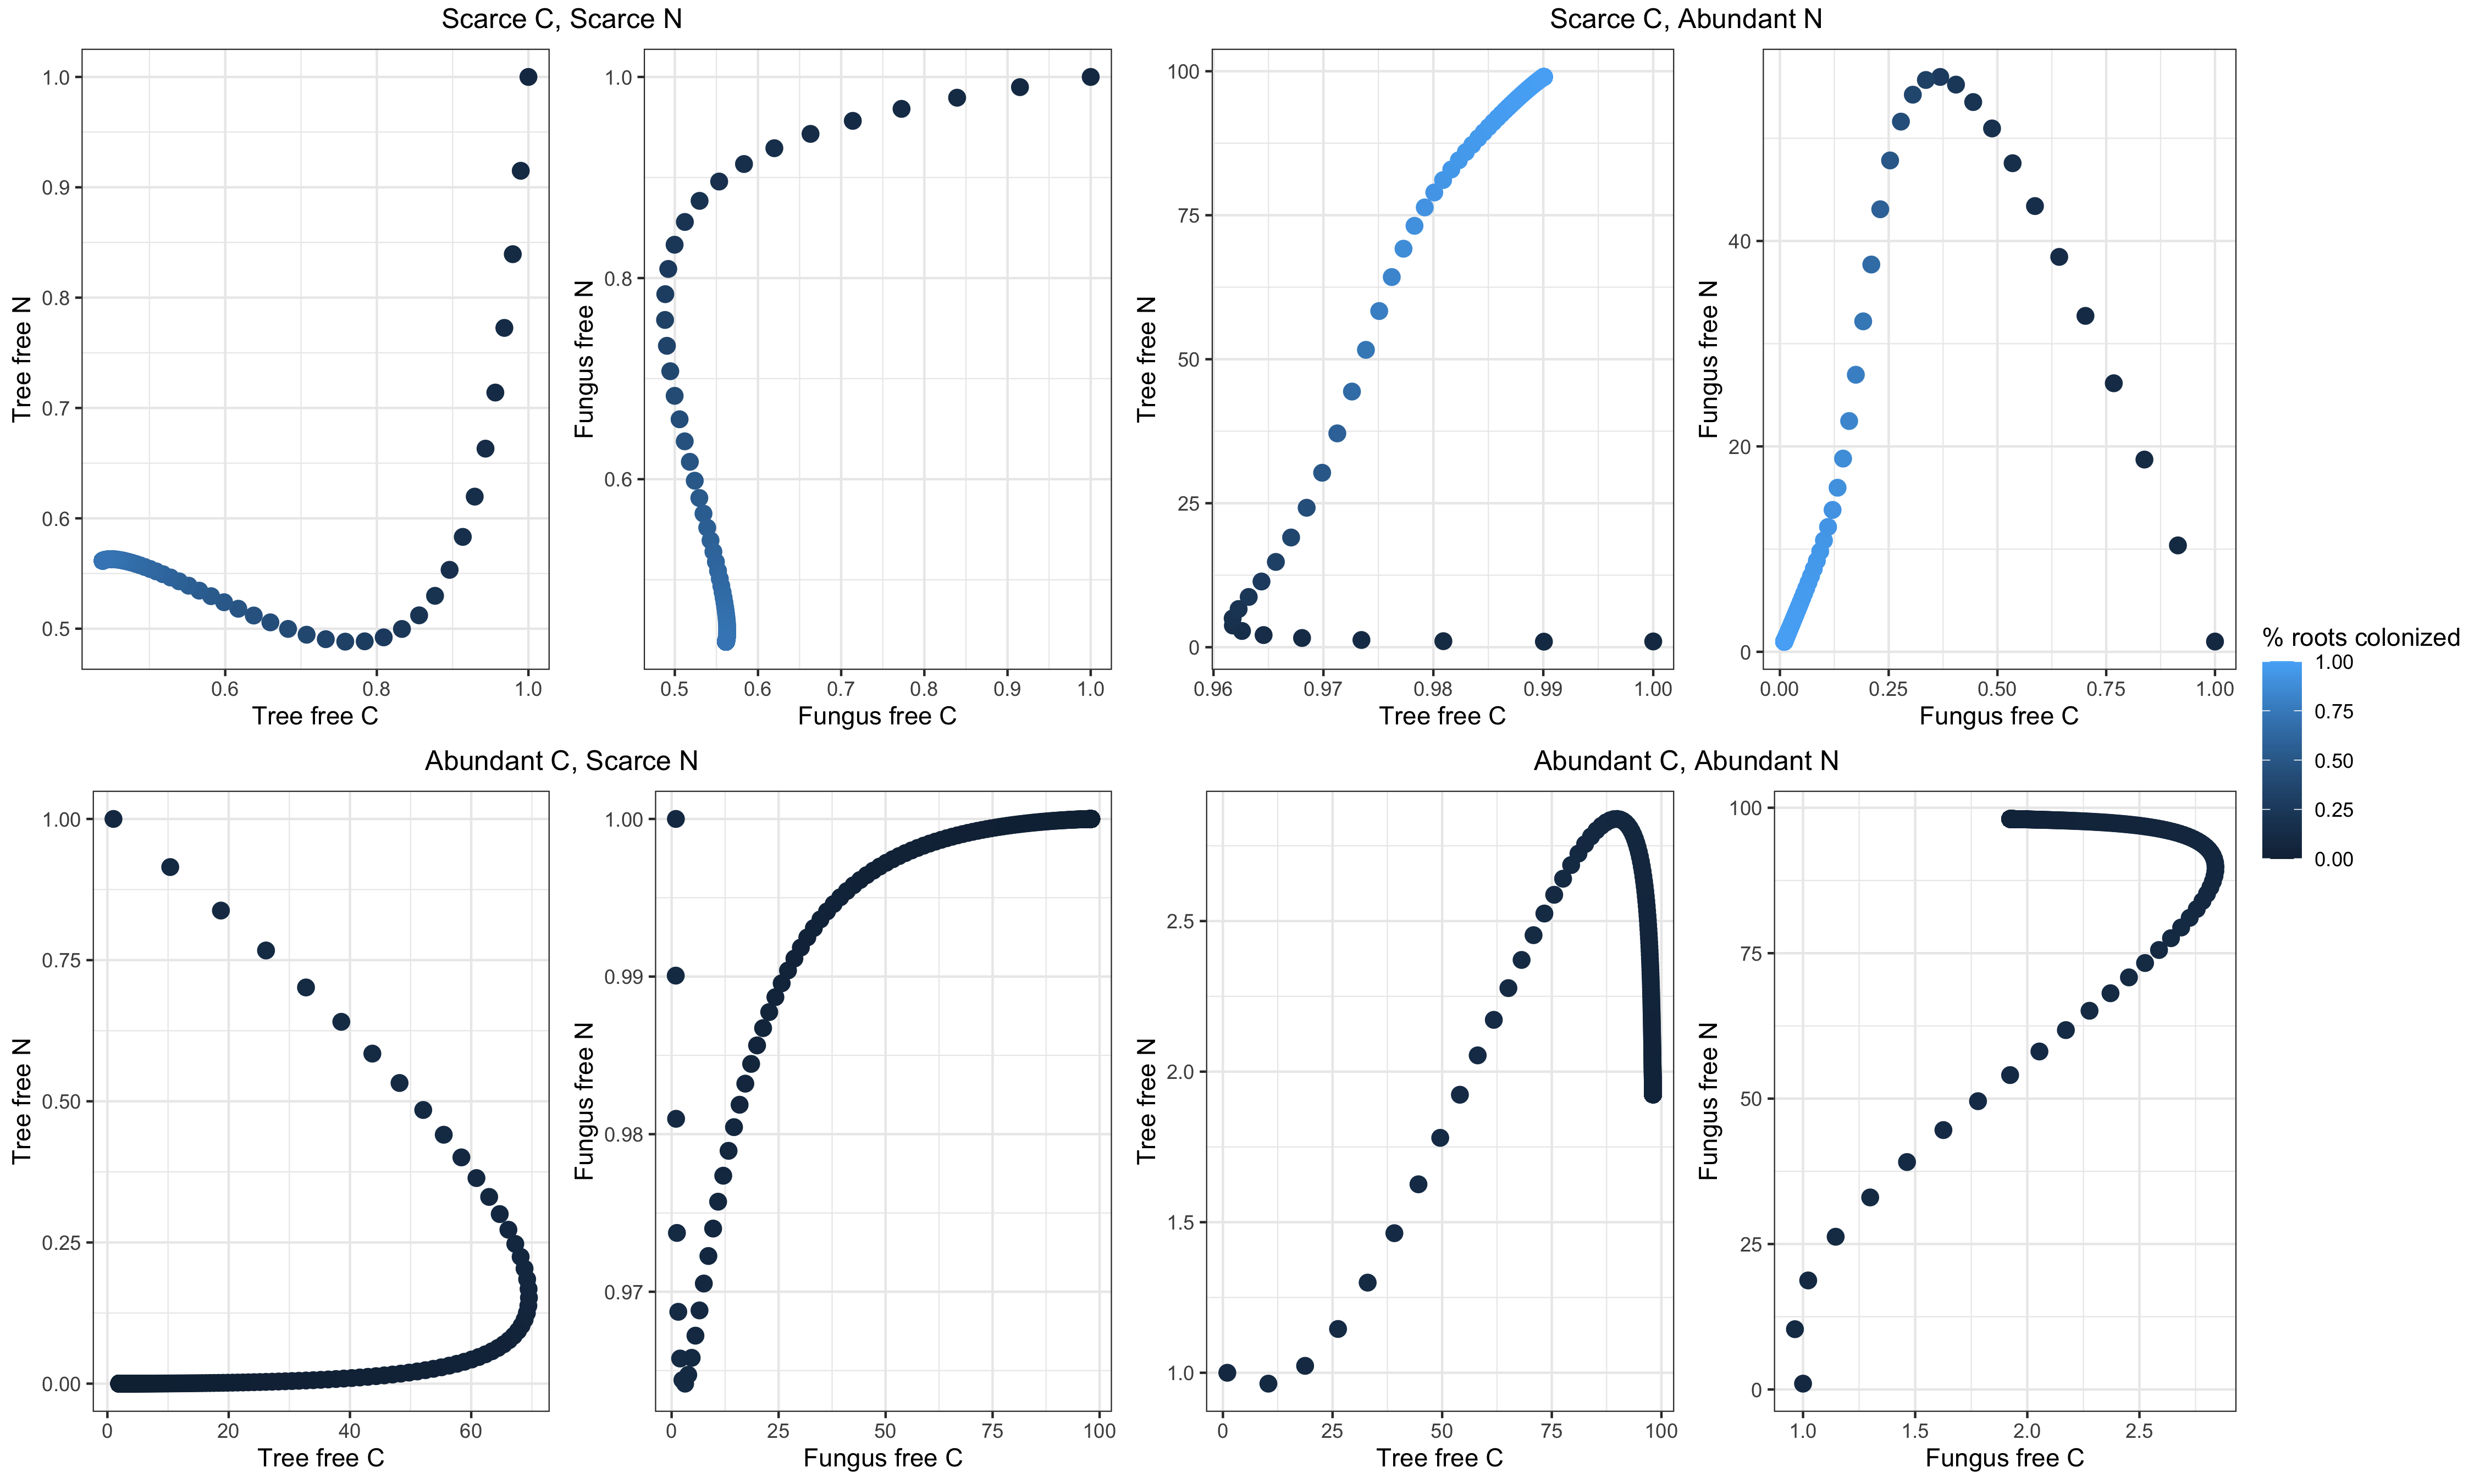 Scarce C, Scarce N
Scarce C, Abundant N
1.0
0.9
0.8
0.7
0.6
0.5
Tree free N
0.6 0.8 1.0
Tree free C
1.0
0.8
0.6
Fungus free N
0.5 0.6 0.7 0.8 0.9 1.0
Fungus free C
100
75
50
25
0
Tree free N
0.96 0.97 0.98 0.99 1.00
Tree free C
40
20
0
Fungus free N
0.00 0.25 0.50 0.75 1.00
Fungus free C
% roots colonized
1.00
0.75
0.50
0.25
0.00
Abundant C, Scarce N
Abundant C, Abundant N
1.00
0.75
0.50
0.25
0.00
Tree free N
0 20 40 60
Tree free C
1.00
0.99
0.98
0.97
Fungus free N
0 25 50 75 100
Fungus free C
2.5
2.0
1.5
1.0
Tree free N
0 25 50 75 100
Tree free C
100
75
50
25
0
Fungus free N
1.0 1.5 2.0 2.5
Fungus free C